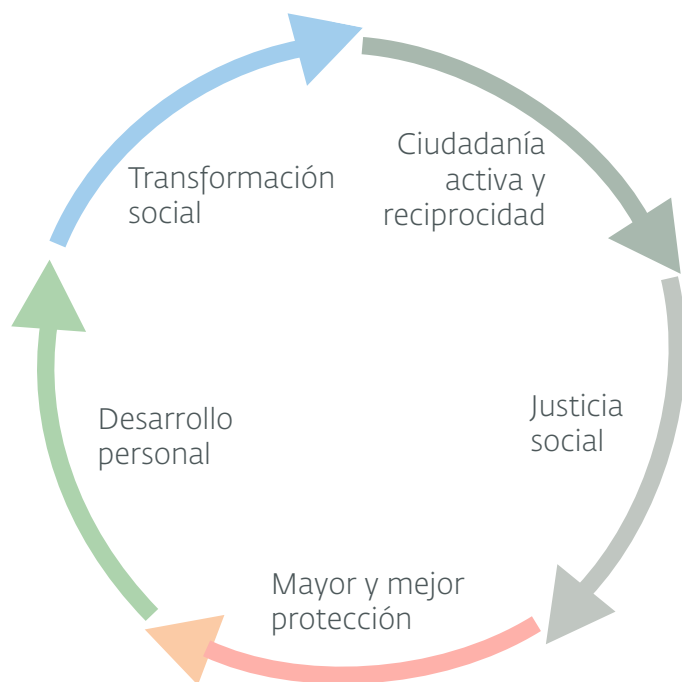 Ciudadanía
activa y
reciprocidad
Transformación
social
Justicia
social
Desarrollo
personal
Mayor y mejor
protección